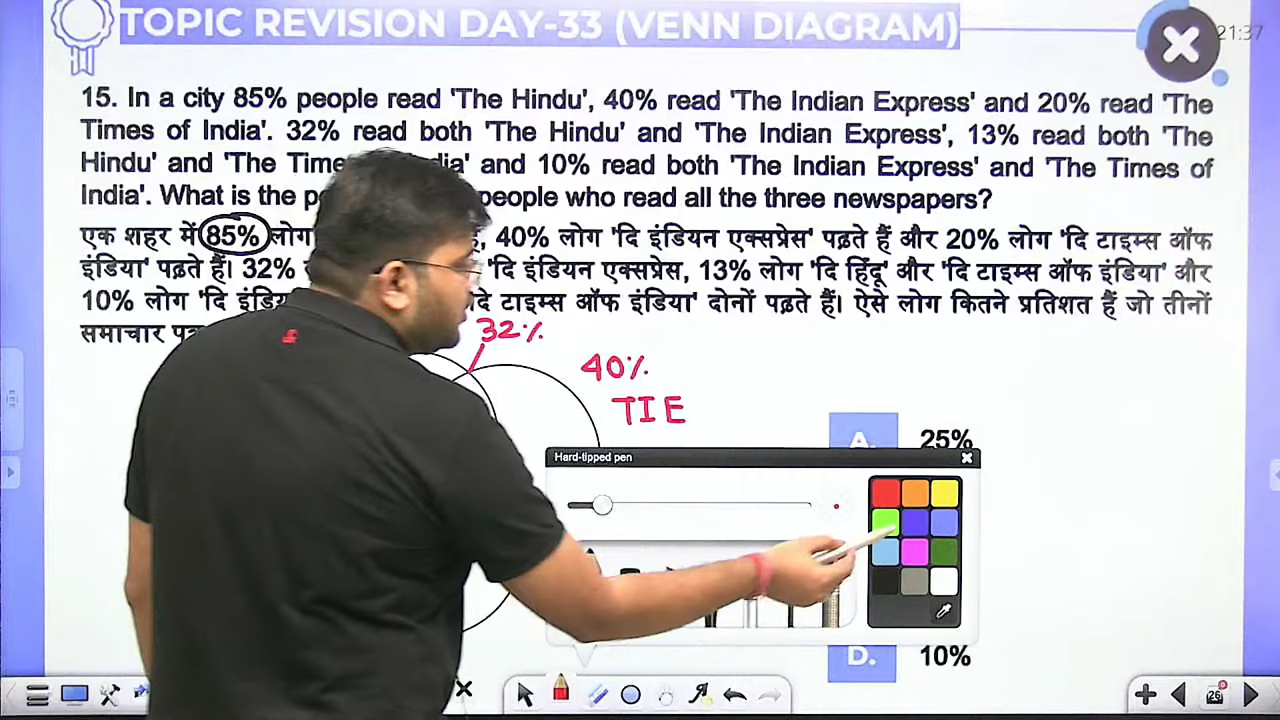 TOPIC REVISION DAY-33 (VENN DIAGRAM)
21:37
15. In a city 85% people read 'The Hindu', 40% read 'The Indian Express' and 20% read 'The
Times of India'. 32% read both 'The Hindu' and 'The Indian Express', 13% read both 'The
Hindu' and 'The Time dia' and 10% read both 'The Indian Express' and 'The Times of
India'. What is the people who read all the three newspapers?
एक शहर में 85% लोग 40% लोग 'दि इंडियन एक्सप्रेस' पढ़ते हैं और 20% लोग 'दि टाइम्स ऑफ
इंडिया' पढ़ते हैं। 32% 'दि इंडियन एक्सप्रेस, 13% लोग 'दि हिंदू' और 'दि टाइम्स ऑफ इंडिया' और
10% लोग 'दि टाइम्स ऑफ इंडिया' दोनों पढ़ते हैं। ऐसे लोग कितने प्रतिशत हैं जो तीनों
समाचार
32%
40%
TIE
A. 25%
Hard-tipped pen
D. 10%
26